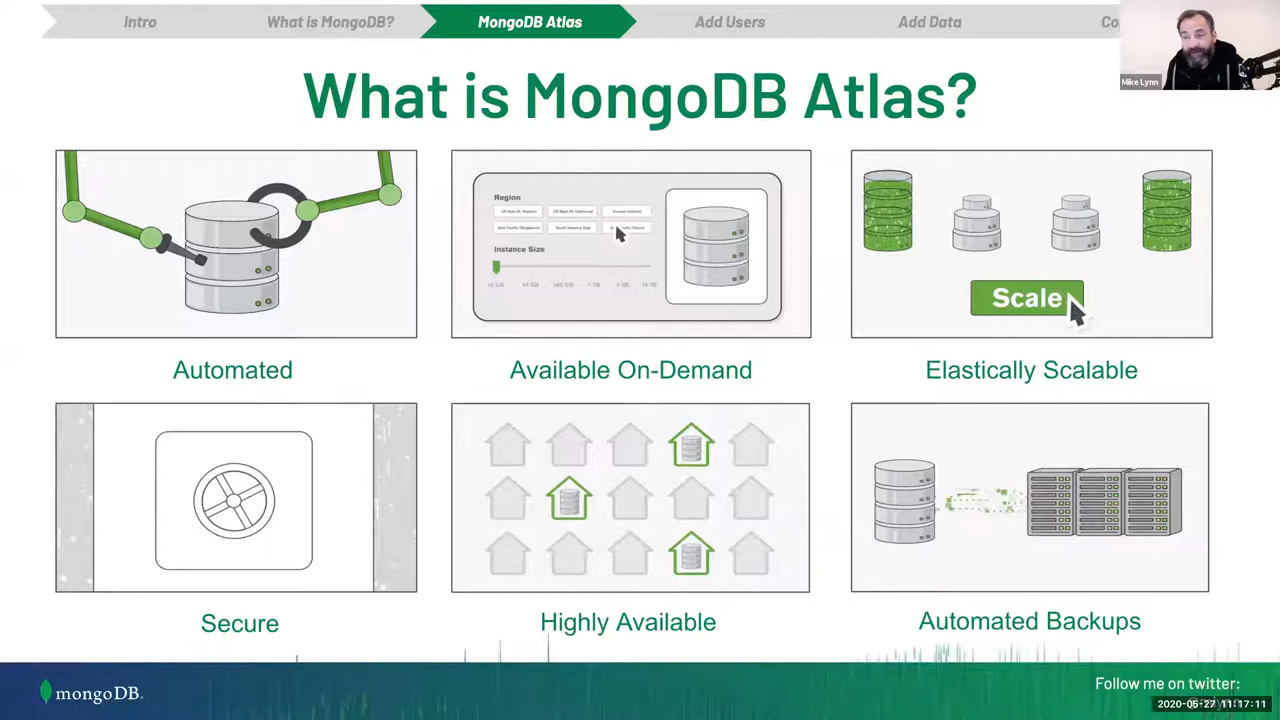 Intro
What is MongoDB?
MongoDB Atlas
Add Users
Add Data
Mike Lynn
What is MongoDB Atlas?
Region
Instance Size
Scale
Automated
Available On-Demand
Elastically Scalable
Secure
Highly Available
Automated Backups
mongoDB.
Follow me on twitter:
2020-05-27 11:17:11